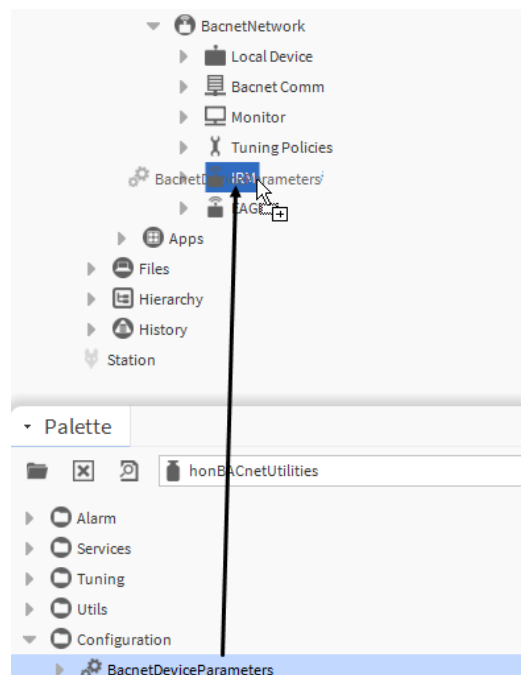 BacnetNetwork
Local Device
Bacnet Comm
Monitor
Tuning Policies
IRM
Apps
Files
Hierarchy
History
Station
Palette
honBACnetUtilities
Alarm
Services
Tuning
Utils
Configuration
BacnetDeviceParameters